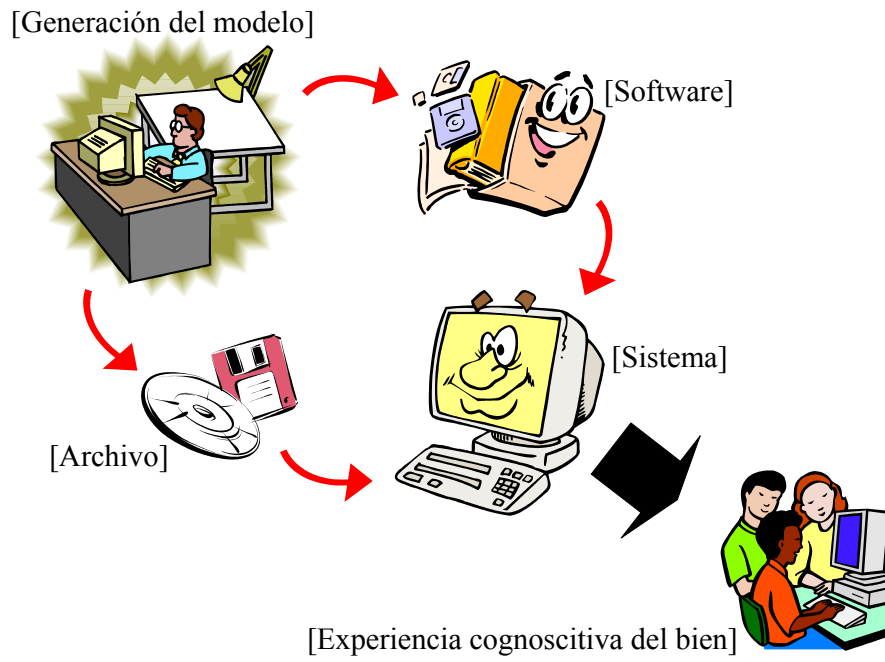 [Generación del modelo]
[Software]
[Sistema]
[Archivo]
[Experiencia cognoscitiva del bien]